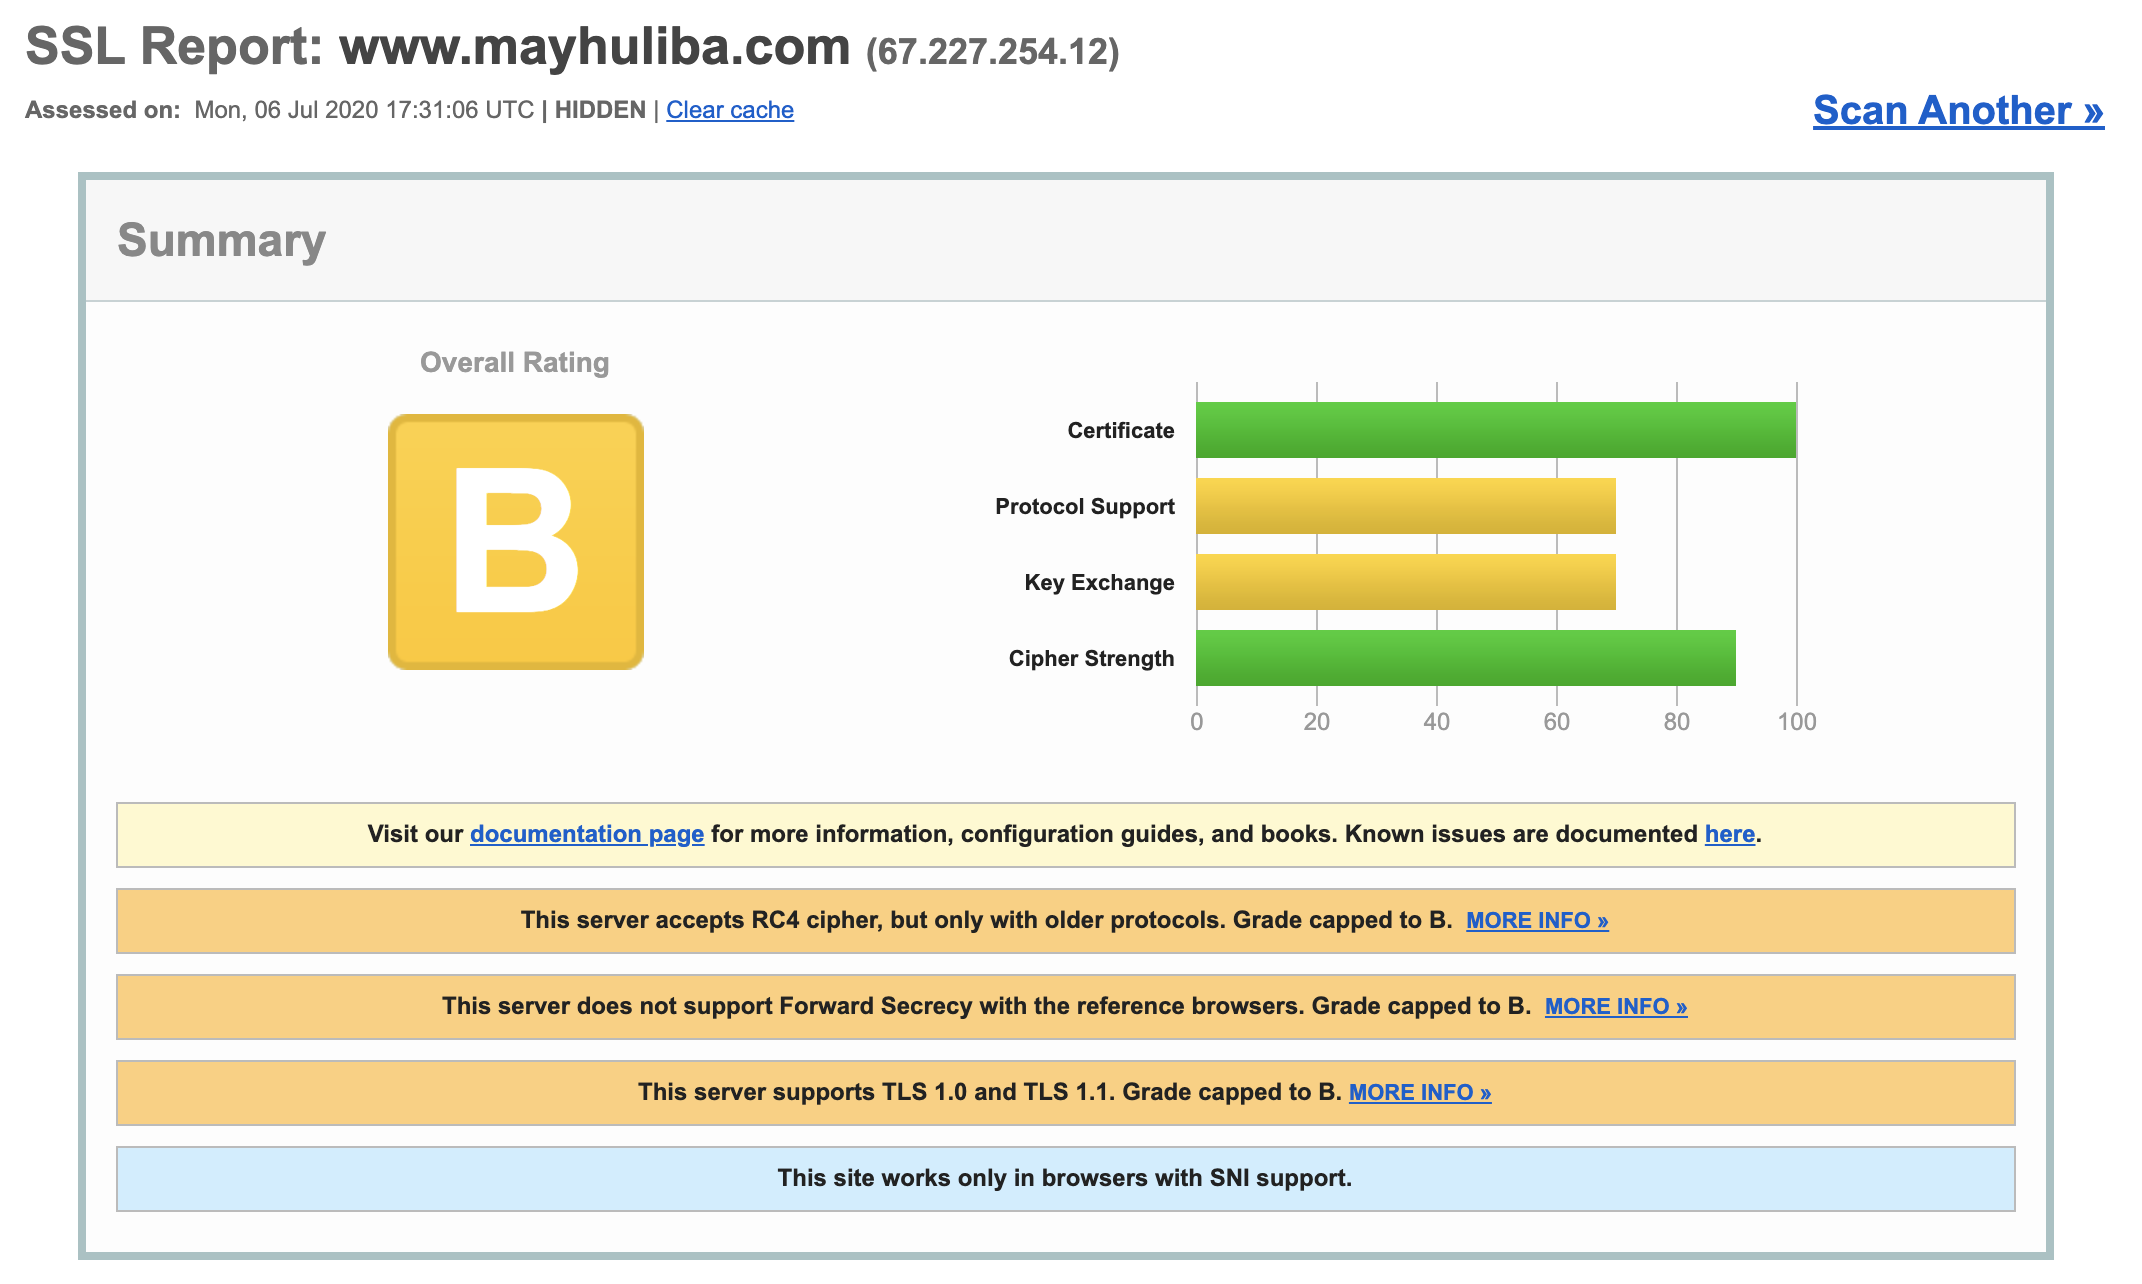 SSL Report: www.mayhuliba.com (67.227.254.12)
Assessed on: Mon, 06 Jul 2020 17:31:06 UTC | HIDDEN | Clear cache
Scan Another »
Summary
Overall Rating
B
Certificate
Protocol Support
Key Exchange
Cipher Strength
0 20 40 60 80 100
Visit our documentation page for more information, configuration guides, and books. Known issues are documented here.
This server accepts RC4 cipher, but only with older protocols. Grade capped to B. MORE INFO »
This server does not support Forward Secrecy with the reference browsers. Grade capped to B. MORE INFO »
This server supports TLS 1.0 and TLS 1.1. Grade capped to B. MORE INFO »
This site works only in browsers with SNI support.